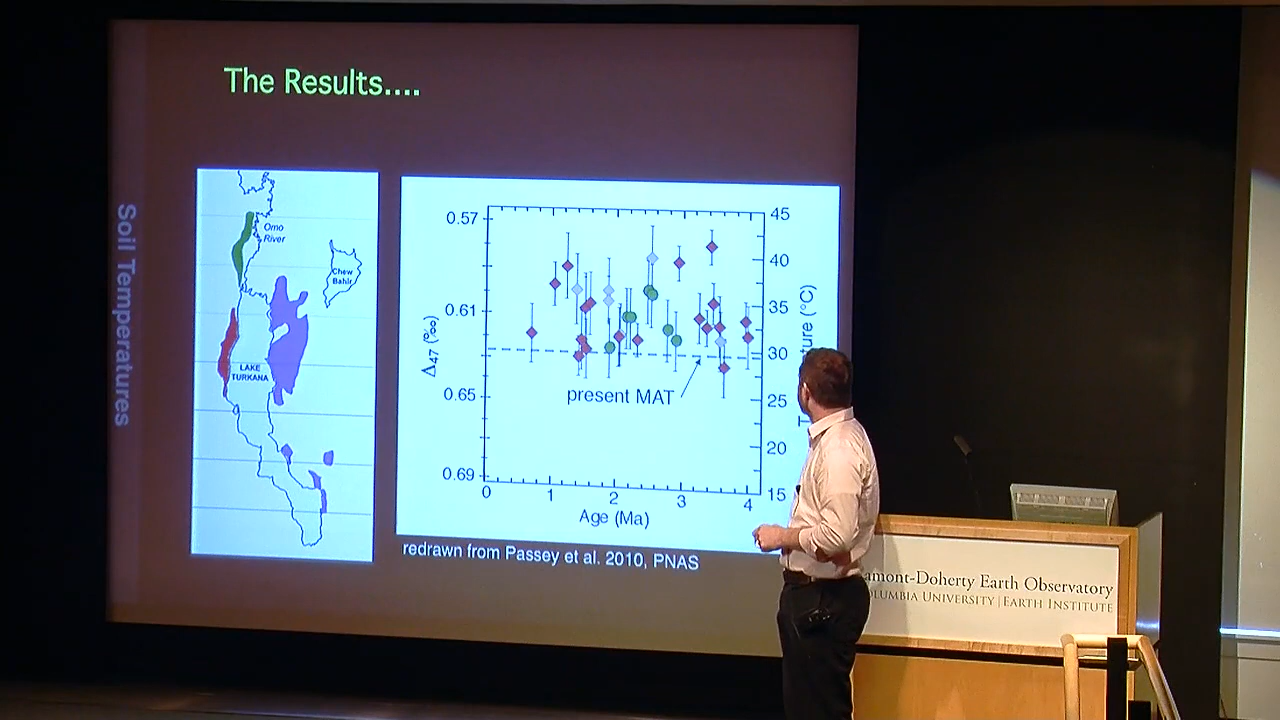 The Results....
Soil Temperatures
Omo
River
Chew
Bahir
LAKE
TURKANA
0.57
0.61
0.65
0.69
Δ47 (‰)
45
40
35
30
25
20
15
ture (°C)
present MAT
0 1 2 3 4
Age (Ma)
redrawn from Passey et al. 2010, PNAS
amont-Doherty Earth Observatory
OLUMBIA UNIVERSITY | EARTH INSTITUTE